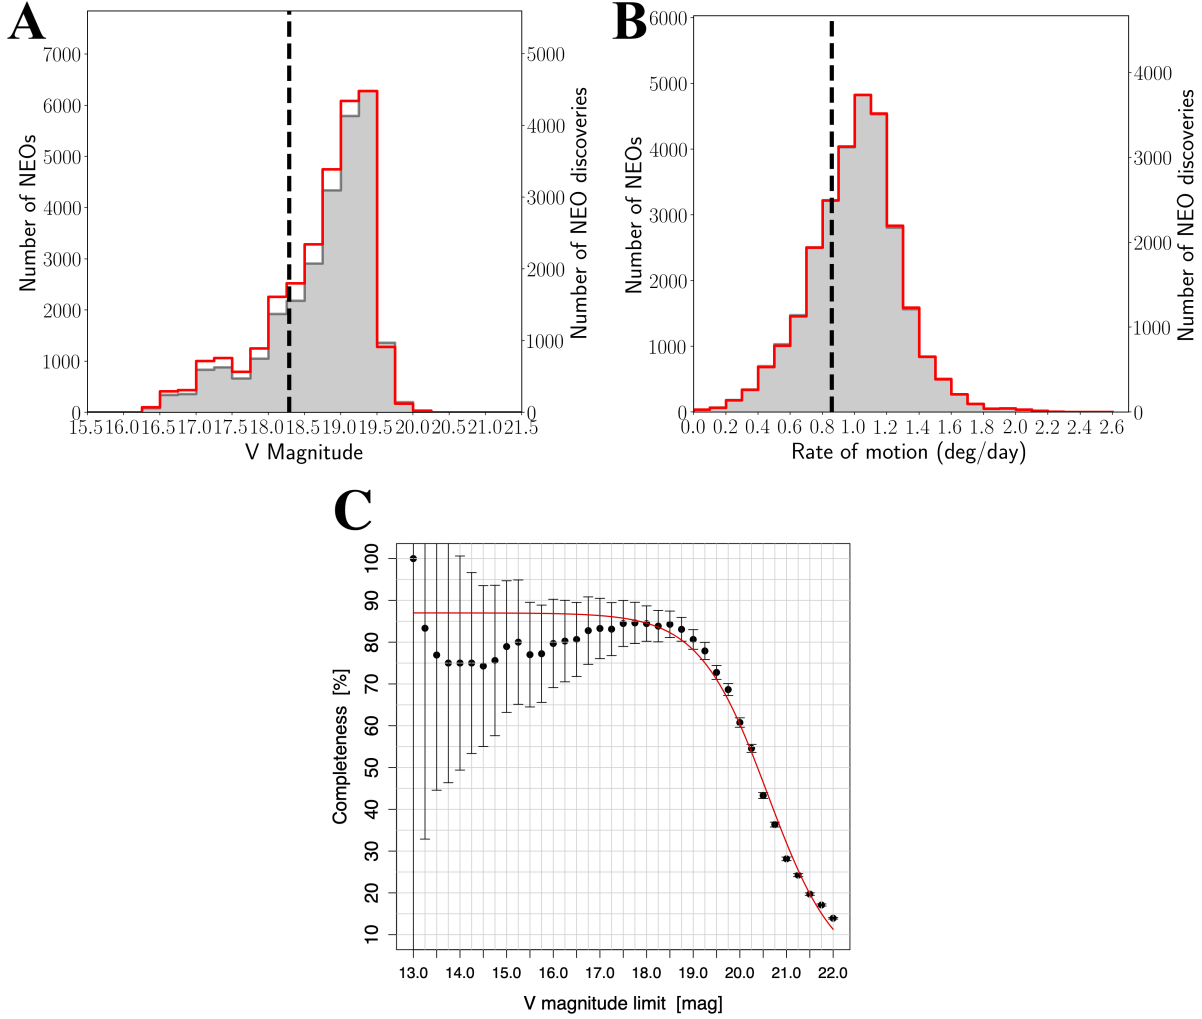 A
7000
6000
5000
4000
3000
2000
1000
0
Number of NEOs
5000
4000
3000
2000
1000
0
Number of NEO discoveries
15.5 16.0 16.5 17.0 17.5 18.0 18.5 19.0 19.5 20.0 20.5 21.0 21.5
V Magnitude
B
6000
5000
4000
3000
2000
1000
0
Number of NEOs
4000
3000
2000
1000
0
Number of NEO discoveries
0.0 0.2 0.4 0.6 0.8 1.0 1.2 1.4 1.6 1.8 2.0 2.2 2.4 2.6
Rate of motion (deg/day)
C
100
90
80
70
60
50
40
30
20
10
Completeness [%]
13.0 14.0 15.0 16.0 17.0 18.0 19.0 20.0 21.0 22.0
V magnitude limit [mag]